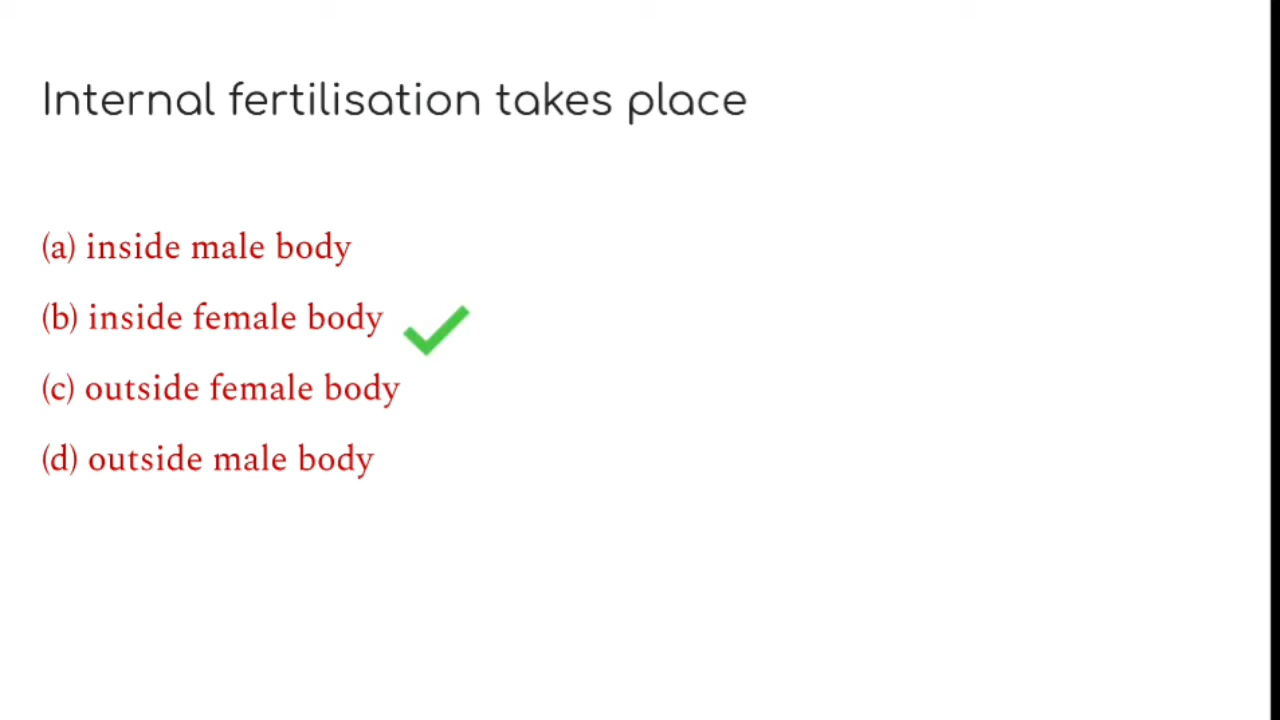 Internal fertilisation takes place
(a) inside male body
(b) inside female body
(c) outside female body
(d) outside male body